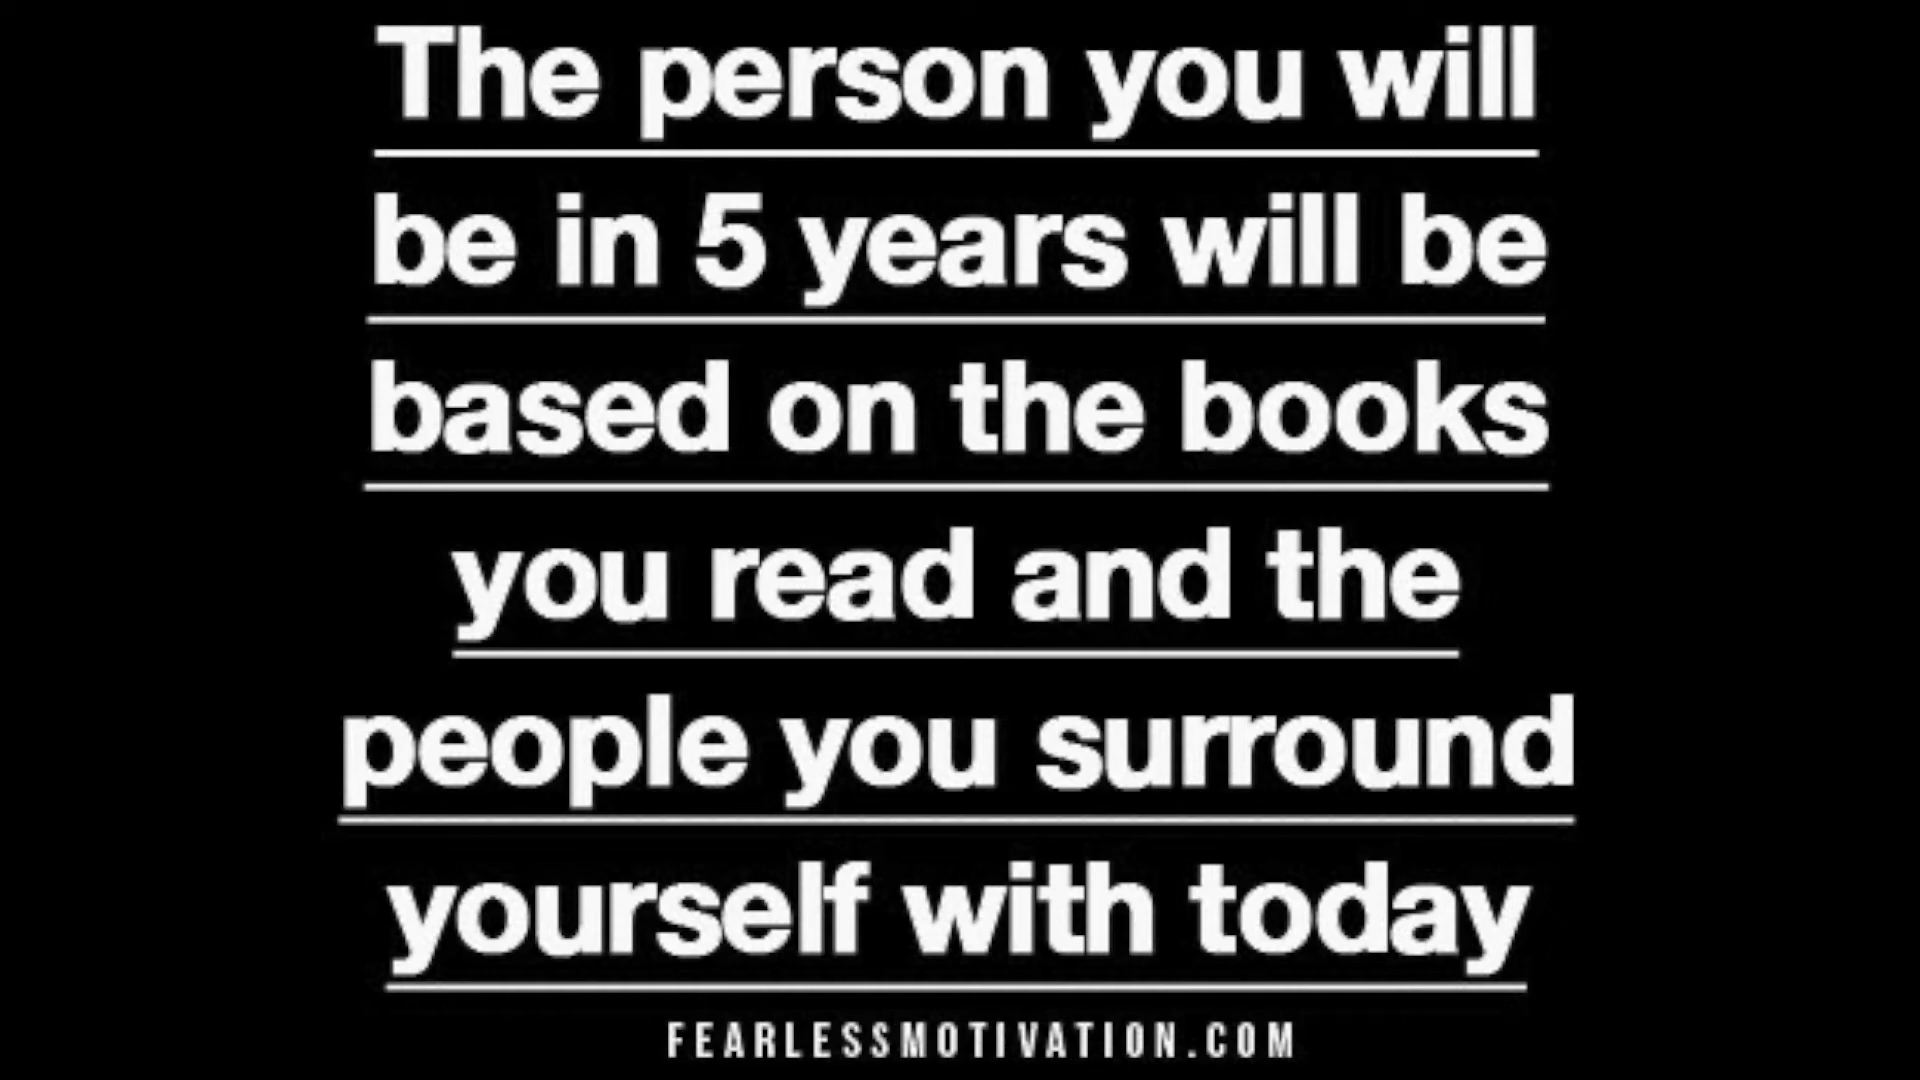 The person you will
be in 5 years will be
based on the books
you read and the
people you surround
yourself with today
FEARLESSMOTIVATION.COM